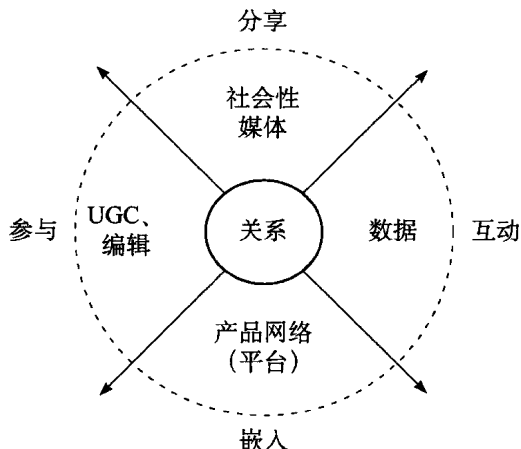 分享
社会性
媒体
参与
UGC、
编辑
关系
数据
互动
产品网络
（平台）
嵌入